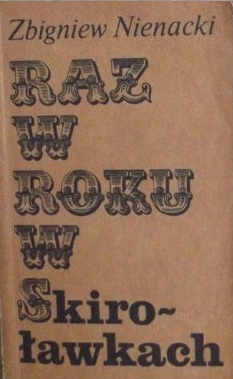 Zbigniew Nienacki
RAZ
W
ROKU
W
Skiro-
ławkach